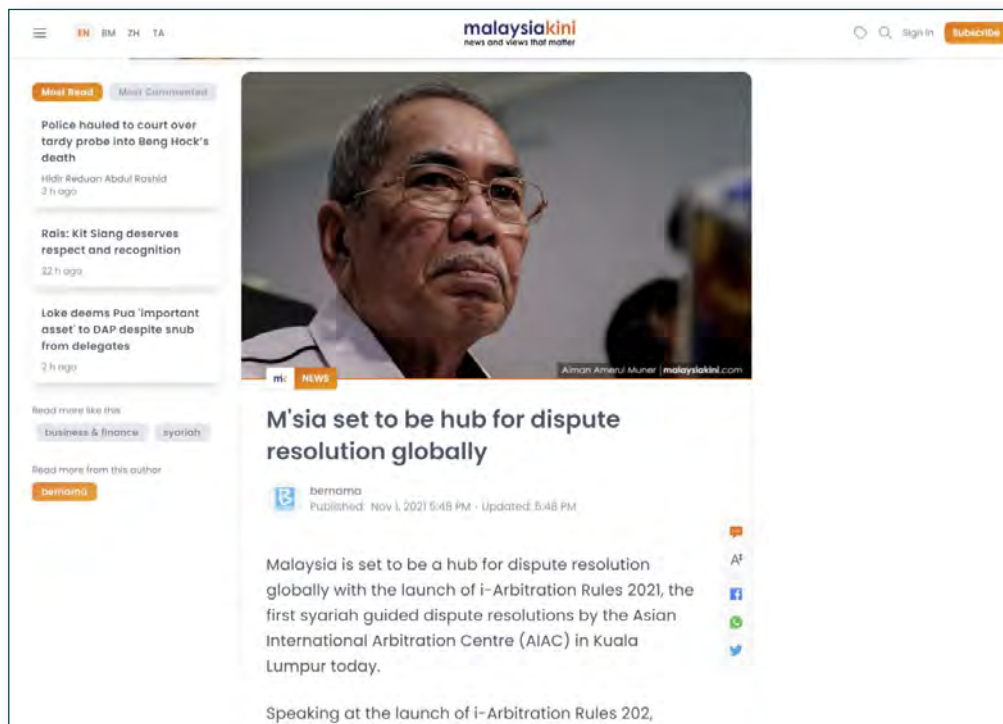 EN BM ZH TA
malaysiakini
news and views that matter
Sign In
Subscribe
Most Read
Most Commented
Police hauled to court over
tardy probe into Beng Hock's
death
Hidir Reduan Abdul Rashid
2 h ago
Rais: Kit Siang deserves
respect and recognition
22 h ago
Loke deems Pua 'important
asset' to DAP despite snub
from delegates
2 h ago
Read more like this
business & finance
syariah
Read more from this author
bernama
Aiman Amerul Muner | malaysiakini.com
mk NEWS
M'sia set to be hub for dispute
resolution globally
bernama
Published: Nov 1, 2021 5:48 PM · Updated: 5:48 PM
Malaysia is set to be a hub for dispute resolution
globally with the launch of i-Arbitration Rules 2021, the
first syariah guided dispute resolutions by the Asian
International Arbitration Centre (AIAC) in Kuala
Lumpur today.
Speaking at the launch of i-Arbitration Rules 202,